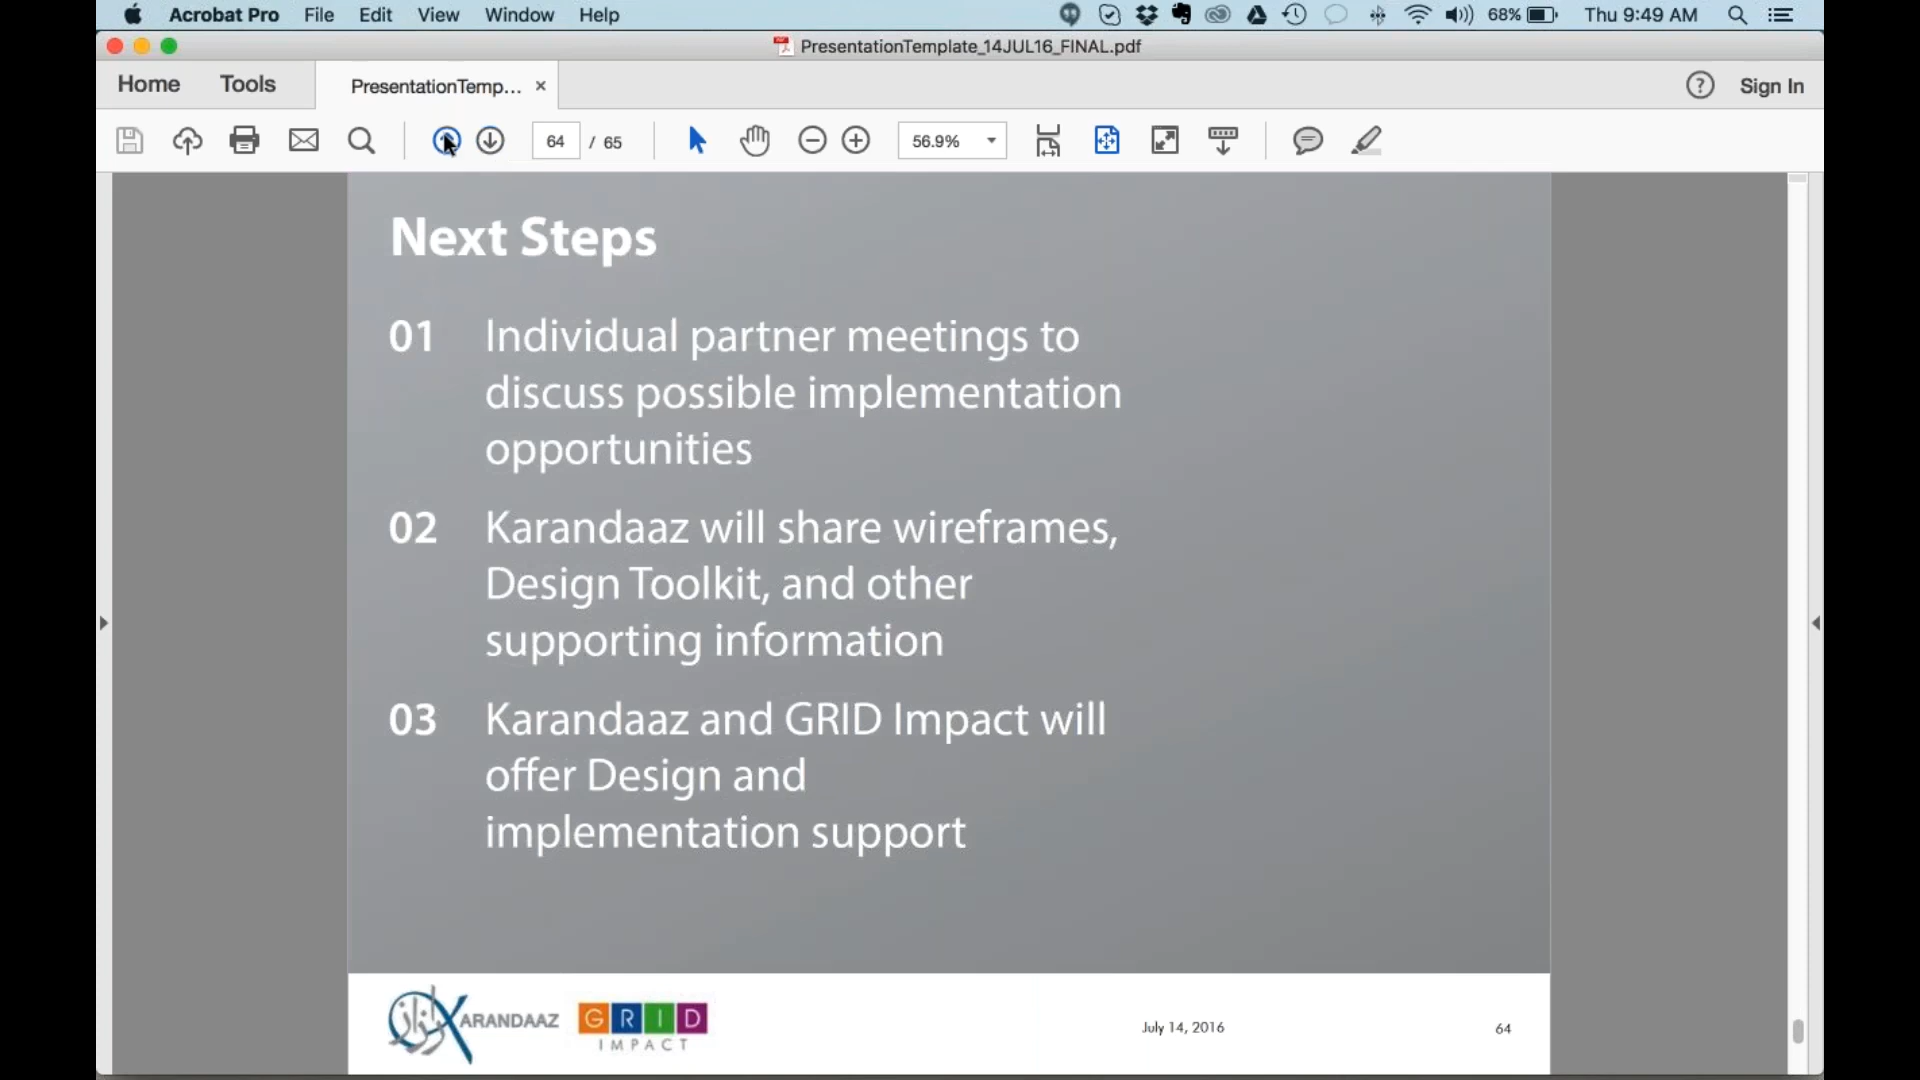 Acrobat Pro File Edit View Window Help 68% Thu 9:49 AM
PresentationTemplate_14JUL16_FINAL.pdf
Home Tools PresentationTemp... × ? Sign In
64 / 65 56.9%
Next Steps
01 Individual partner meetings to
discuss possible implementation
opportunities
02 Karandaaz will share wireframes,
Design Toolkit, and other
supporting information
03 Karandaaz and GRID Impact will
offer Design and
implementation support
KARANDAAZ GRID July 14, 2016 64
IMPACT